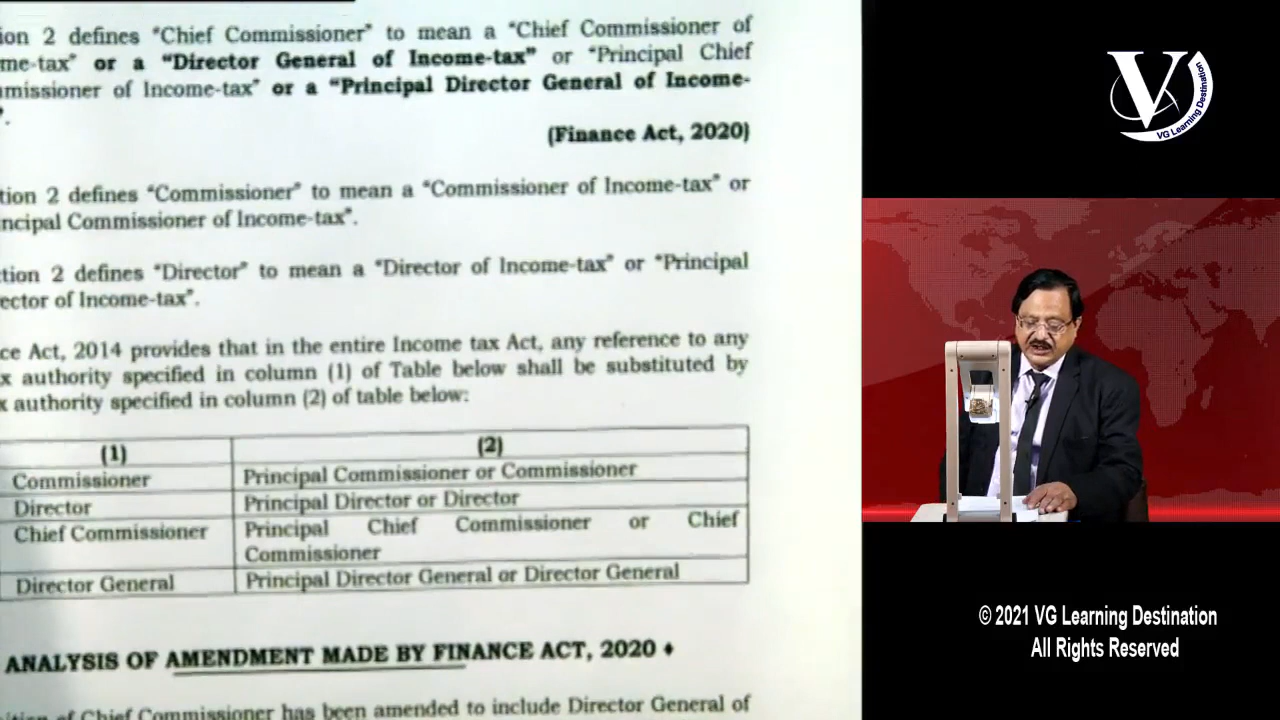 ion 2 defines “Chief Commissioner” to mean a “Chief Commissioner of
me-tax” or a “Director General of Income-tax” or “Principal Chief
mmissioner of Income-tax” or a “Principal Director General of Income-
”.
(Finance Act, 2020)
tion 2 defines “Commissioner” to mean a “Commissioner of Income-tax” or
ncipal Commissioner of Income-tax”.
tion 2 defines “Director” to mean a “Director of Income-tax” or “Principal
ector of Income-tax”.
ce Act, 2014 provides that in the entire Income tax Act, any reference to any
x authority specified in column (1) of Table below shall be substituted by
x authority specified in column (2) of table below:
(1) (2)
Commissioner Principal Commissioner or Commissioner
Director Principal Director or Director
Chief Commissioner Principal Chief Commissioner or Chief
Commissioner
Director General Principal Director General or Director General
ANALYSIS OF AMENDMENT MADE BY FINANCE ACT, 2020 ♦
of Chief Commissioner has been amended to include Director General of
V
VG Learning Destination
© 2021 VG Learning Destination
All Rights Reserved